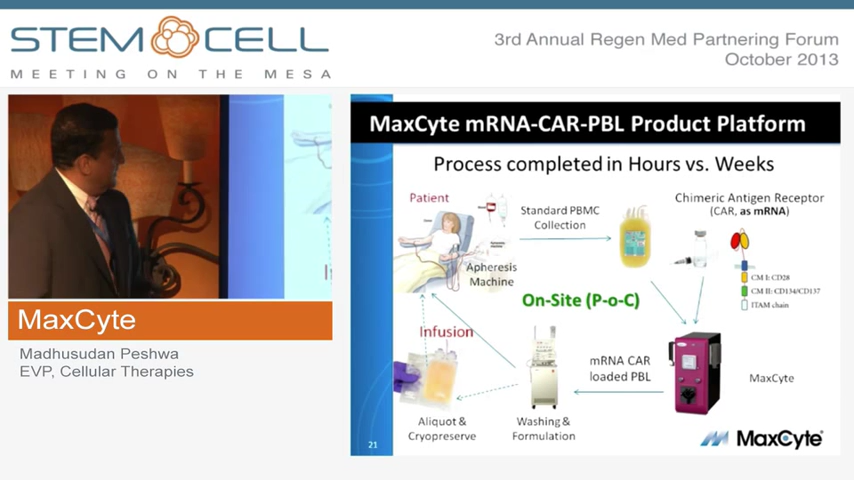 STEM CELL
MEETING ON THE MESA
3rd Annual Regen Med Partnering Forum
October 2013
MaxCyte
Madhusudan Peshwa
EVP, Cellular Therapies
MaxCyte mRNA-CAR-PBL Product Platform
Process completed in Hours vs. Weeks
Patient
Standard PBMC
Collection
Chimeric Antigen Receptor
(CAR, as mRNA)
Apheresis
Machine
CM I: CD28
CM II: CD134/CD137
ITAM chain
On-Site (P-o-C)
Infusion
mRNA CAR
loaded PBL
MaxCyte
Aliquot &
Cryopreserve
Washing &
Formulation
21
MaxCyte®